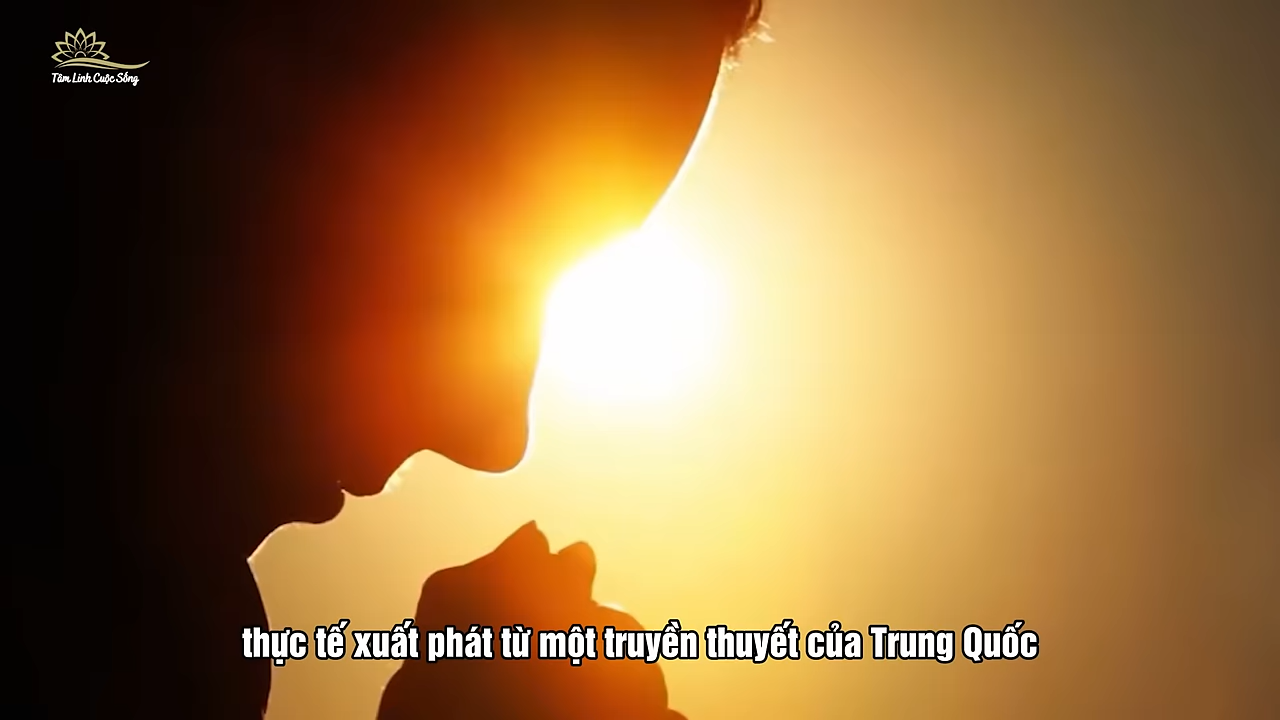 Tâm Linh Cuộc Sống
thực tế xuất phát từ một truyền thuyết của Trung Quốc